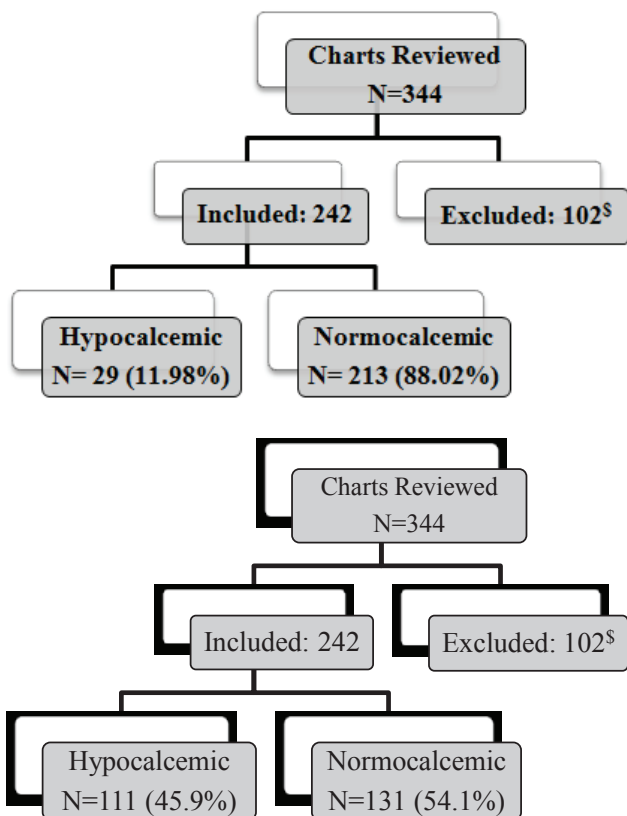 Charts Reviewed
N=344
Included: 242
Excluded: 102$
Hypocalcemic
N= 29 (11.98%)
Normocalcemic
N= 213 (88.02%)
Charts Reviewed
N=344
Included: 242
Excluded: 102$
Hypocalcemic
N=111 (45.9%)
Normocalcemic
N=131 (54.1%)